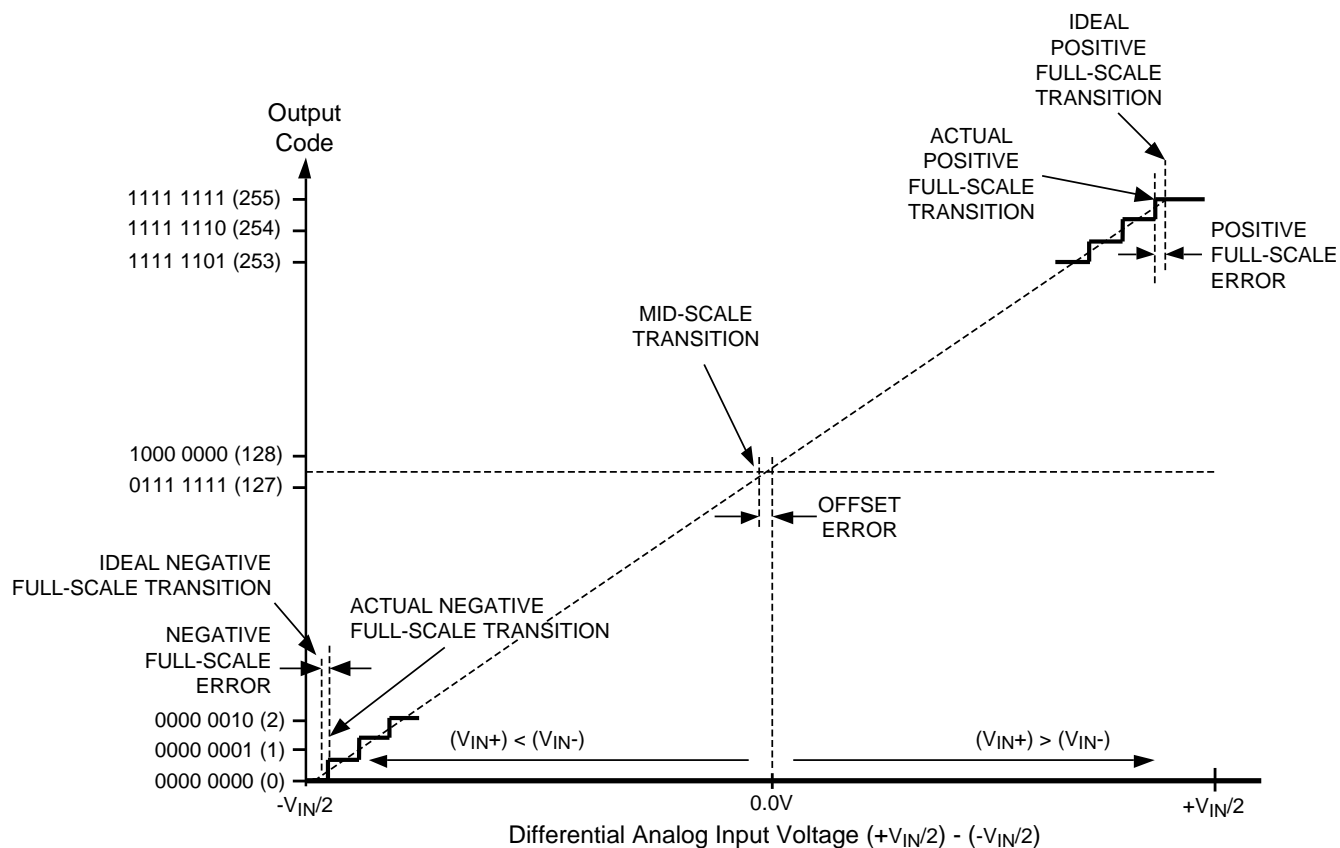 IDEAL
POSITIVE
FULL-SCALE
TRANSITION
Output
Code
ACTUAL
POSITIVE
FULL-SCALE
TRANSITION
1111 1111 (255)
1111 1110 (254)
1111 1101 (253)
POSITIVE
FULL-SCALE
ERROR
MID-SCALE
TRANSITION
1000 0000 (128)
0111 1111 (127)
OFFSET
ERROR
IDEAL NEGATIVE
FULL-SCALE TRANSITION
ACTUAL NEGATIVE
FULL-SCALE TRANSITION
NEGATIVE
FULL-SCALE
ERROR
0000 0010 (2)
0000 0001 (1)
0000 0000 (0)
(VIN+) < (VIN-)
(VIN+) > (VIN-)
-VIN/2
0.0V
+VIN/2
Differential Analog Input Voltage (+VIN/2) - (-VIN/2)